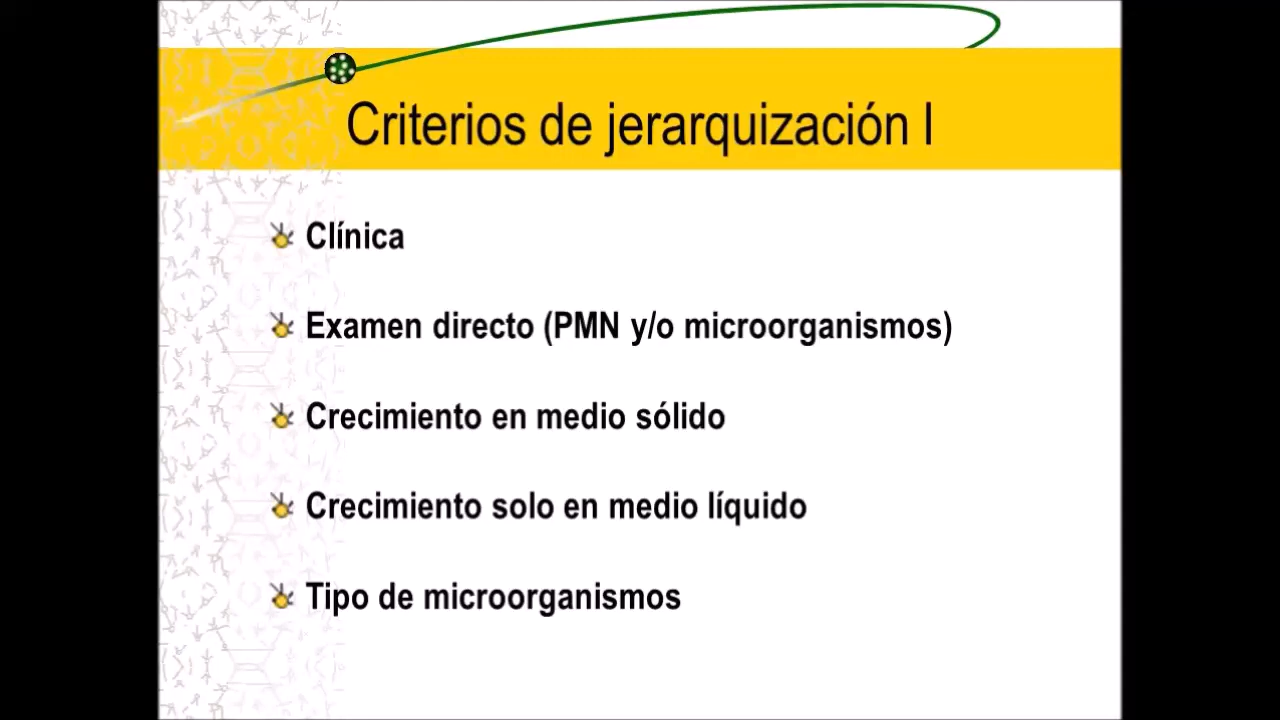 Criterios de jerarquización I
Clínica
Examen directo (PMN y/o microorganismos)
Crecimiento en medio sólido
Crecimiento solo en medio líquido
Tipo de microorganismos